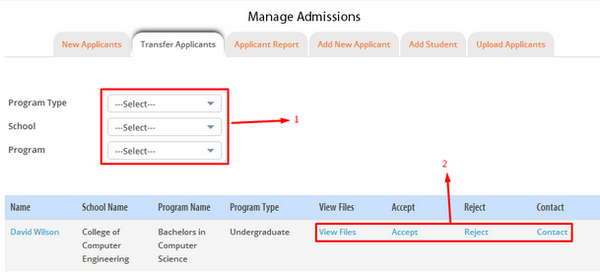 Manage Admissions
New Applicants Transfer Applicants Applicant Report Add New Applicant Add Student Upload Applicants
Program Type ---Select---
School ---Select---
Program ---Select---
1
2
Name School Name Program Name Program Type View Files Accept Reject Contact
David Wilson College of Bachelors in Undergraduate View Files Accept Reject Contact
Computer Computer
Engineering Science